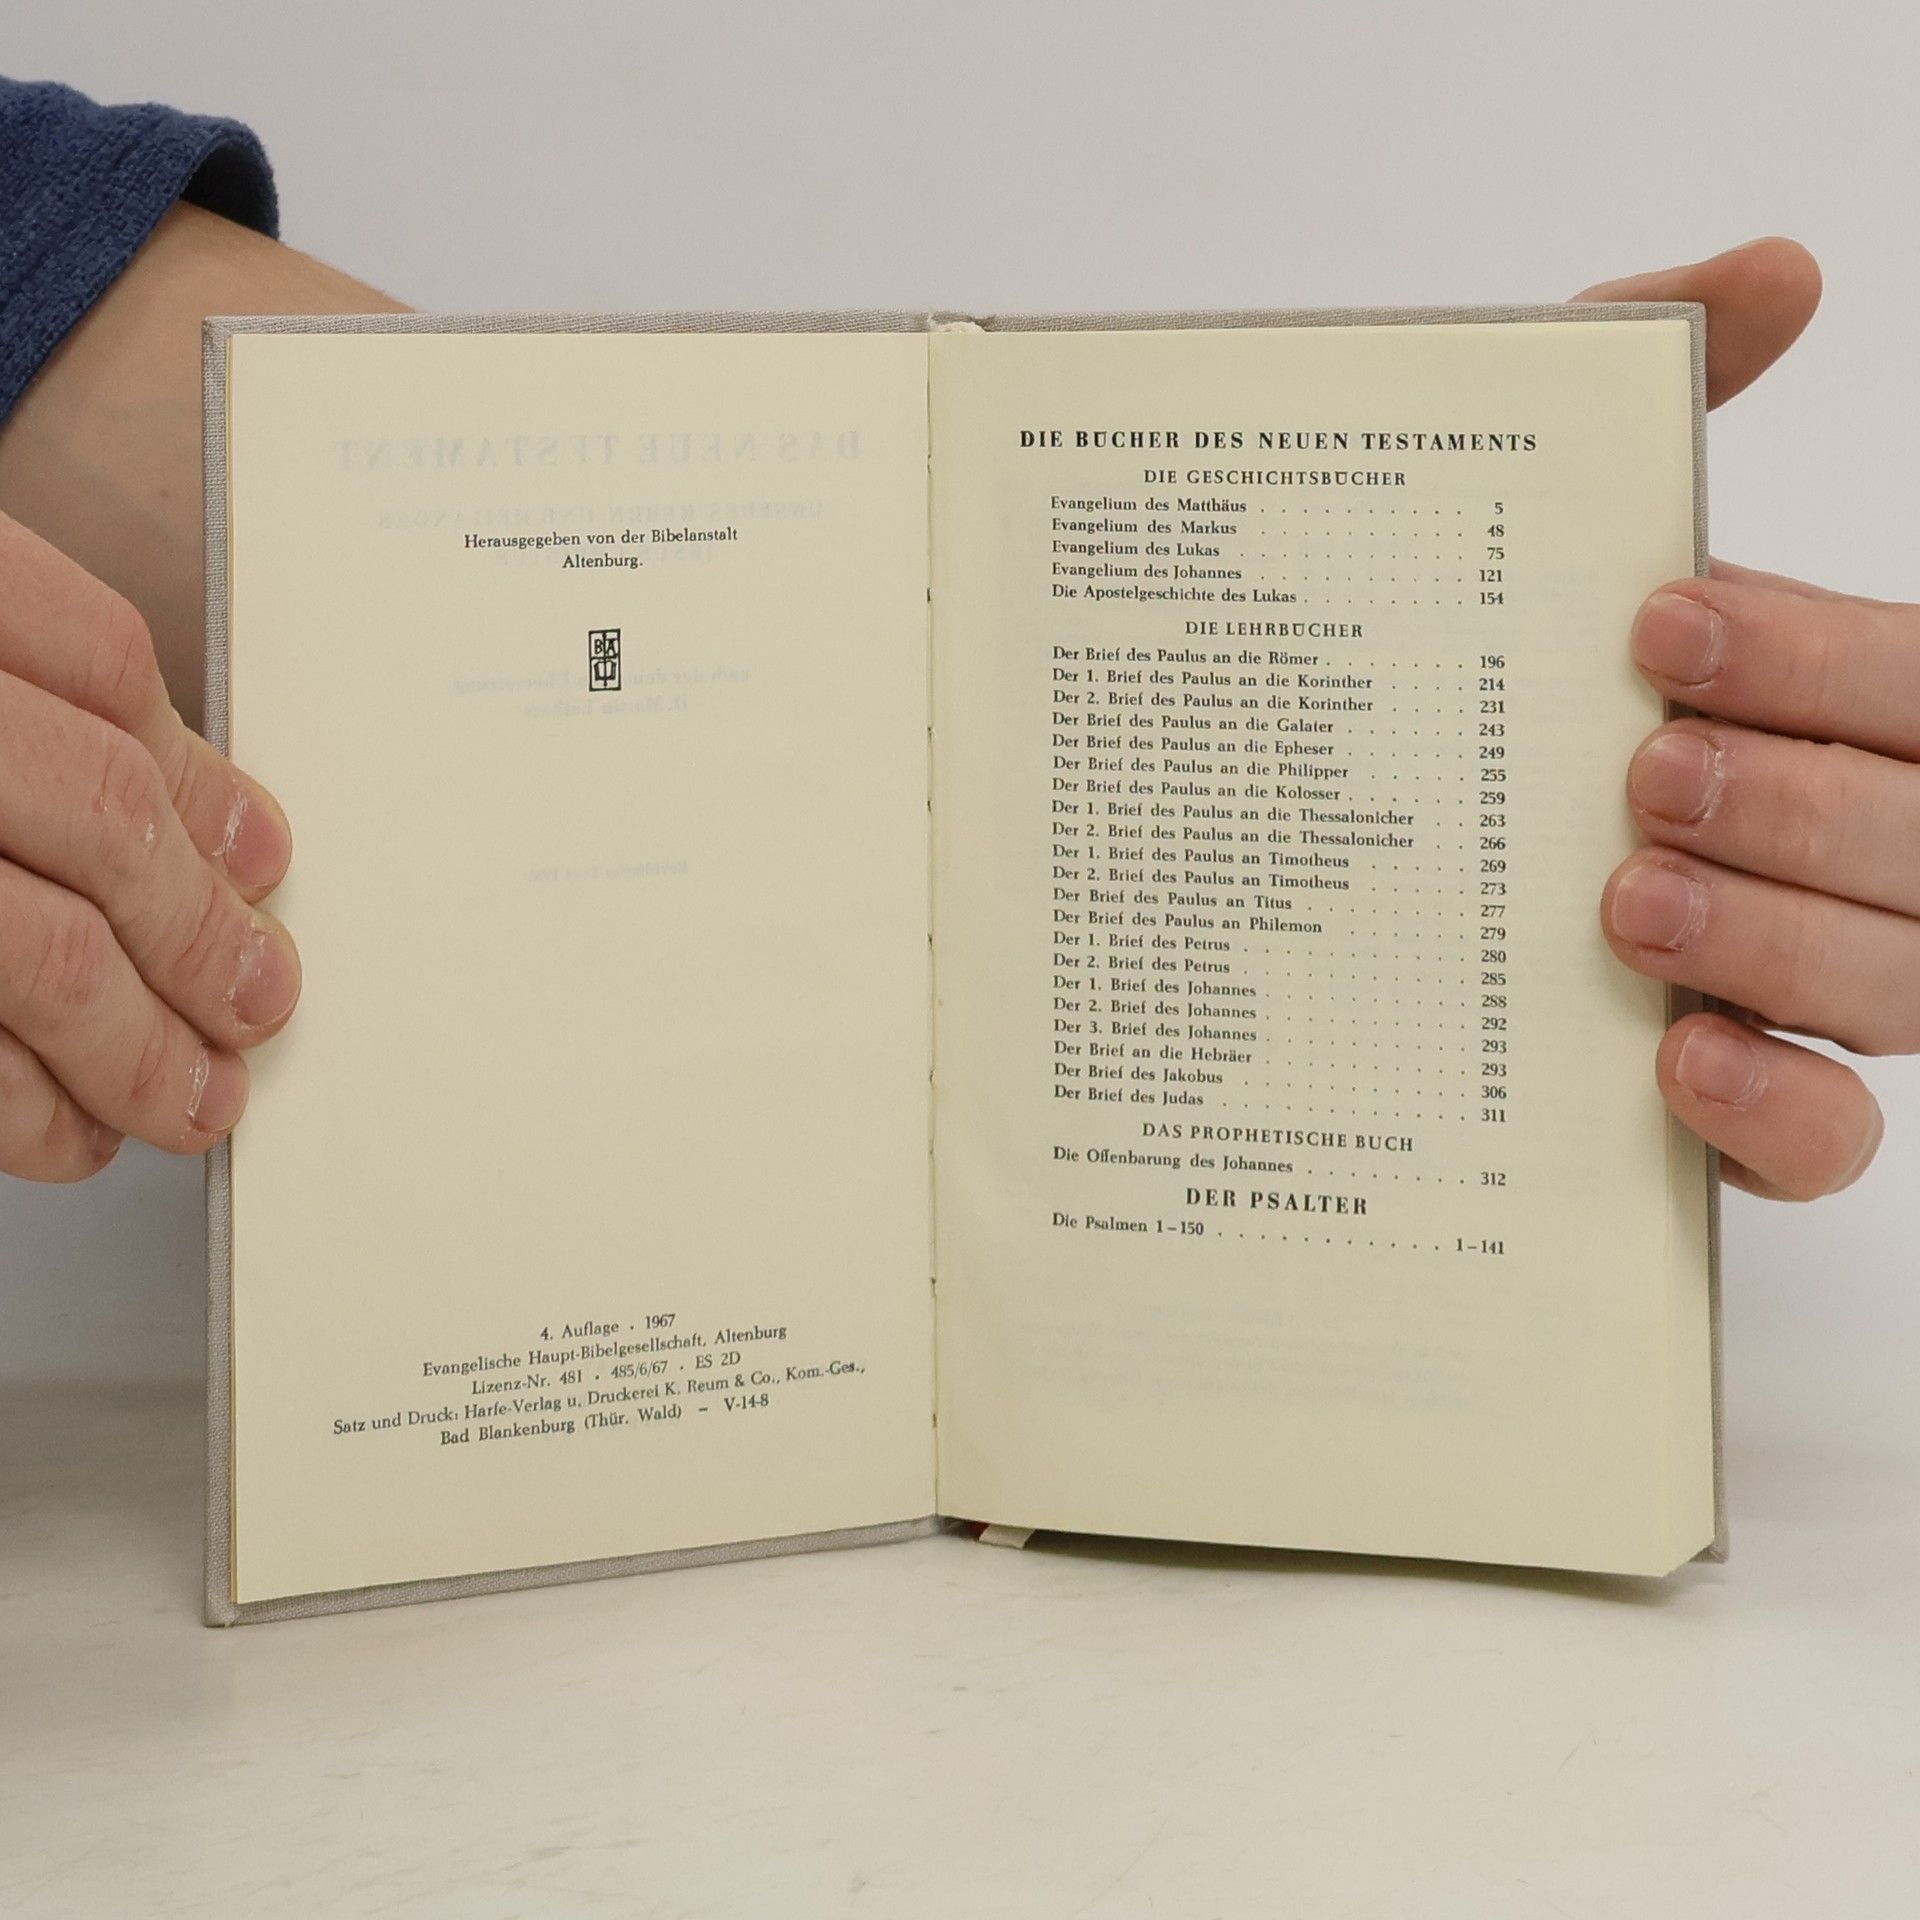 Herausgegeben von der Bibelanstalt
Altenburg.
BA
4. Auflage . 1967
Evangelische Haupt-Bibelgesellschaft, Altenburg
Lizenz-Nr. 481 . 485/6/67 . ES 2D
Satz und Druck: Harfe-Verlag u. Druckerei K. Reum & Co., Kom.-Ges.,
Bad Blankenburg (Thür. Wald) – V-14-8
DIE BÜCHER DES NEUEN TESTAMENTS
DIE GESCHICHTSBÜCHER
Evangelium des Matthäus . . . . . . . . . . 5
Evangelium des Markus . . . . . . . . . . 48
Evangelium des Lukas . . . . . . . . . . . 75
Evangelium des Johannes . . . . . . . . . . 121
Die Apostelgeschichte des Lukas . . . . . . . . 154
DIE LEHRBÜCHER
Der Brief des Paulus an die Römer . . . . . . . 196
Der 1. Brief des Paulus an die Korinther . . . . 214
Der 2. Brief des Paulus an die Korinther . . . . 231
Der Brief des Paulus an die Galater . . . . . . 243
Der Brief des Paulus an die Epheser . . . . . . 249
Der Brief des Paulus an die Philipper . . . . . 255
Der Brief des Paulus an die Kolosser . . . . . . 259
Der 1. Brief des Paulus an die Thessalonicher . . 263
Der 2. Brief des Paulus an die Thessalonicher . . 266
Der 1. Brief des Paulus an Timotheus . . . . . 269
Der 2. Brief des Paulus an Timotheus . . . . . 273
Der Brief des Paulus an Titus . . . . . . . . 277
Der Brief des Paulus an Philemon . . . . . . 279
Der 1. Brief des Petrus . . . . . . . . . . . 280
Der 2. Brief des Petrus . . . . . . . . . . . 285
Der 1. Brief des Johannes . . . . . . . . . . 288
Der 2. Brief des Johannes . . . . . . . . . . 292
Der 3. Brief des Johannes . . . . . . . . . . 293
Der Brief an die Hebräer . . . . . . . . . . 293
Der Brief des Jakobus . . . . . . . . . . . 306
Der Brief des Judas . . . . . . . . . . . . 311
DAS PROPHETISCHE BUCH
Die Offenbarung des Johannes . . . . . . . . 312
DER PSALTER
Die Psalmen 1–150 . . . . . . . . . . . 1–141